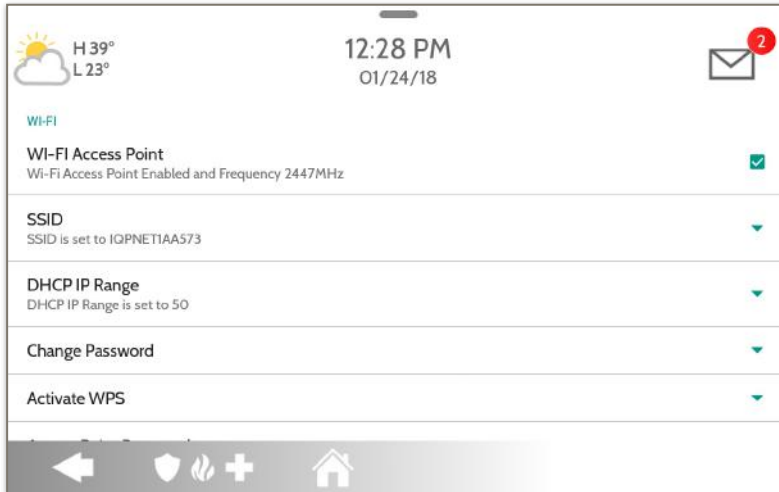 H 39°
L 23°
12:28 PM
01/24/18
2
WI-FI
WI-FI Access Point
Wi-Fi Access Point Enabled and Frequency 2447MHz
SSID
SSID is set to IQPNET1AA573
DHCP IP Range
DHCP IP Range is set to 50
Change Password
Activate WPS